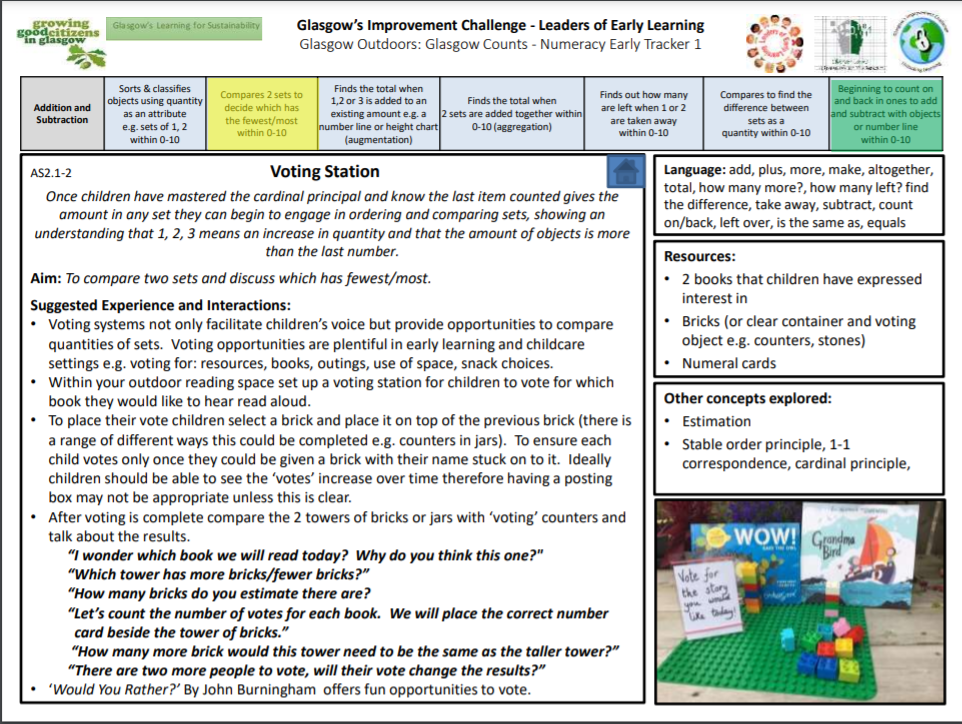 growing
goodcitizens
in glasgow
Glasgow's Learning for Sustainability
Glasgow's Improvement Challenge - Leaders of Early Learning
Glasgow Outdoors: Glasgow Counts - Numeracy Early Tracker 1
Addition and
Subtraction
Sorts & classifies
objects using quantity
as an attribute
e.g. sets of 1, 2
within 0-10
Compares 2 sets to
decide which has
the fewest/most
within 0-10
Finds the total when
1,2 or 3 is added to an
existing amount e.g. a
number line or height chart
(augmentation)
Finds the total when
2 sets are added together within
0-10 (aggregation)
Finds out how many
are left when 1 or 2
are taken away
within 0-10
Compares to find the
difference between
sets as a
quantity within 0-10
Beginning to count on
and back in ones to add
and subtract with objects
or number line
within 0-10
AS2.1-2
Voting Station
Once children have mastered the cardinal principal and know the last item counted gives the
amount in any set they can begin to engage in ordering and comparing sets, showing an
understanding that 1, 2, 3 means an increase in quantity and that the amount of objects is more
than the last number.
Aim: To compare two sets and discuss which has fewest/most.
Suggested Experience and Interactions:
• Voting systems not only facilitate children's voice but provide opportunities to compare
quantities of sets. Voting opportunities are plentiful in early learning and childcare
settings e.g. voting for: resources, books, outings, use of space, snack choices.
• Within your outdoor reading space set up a voting station for children to vote for which
book they would like to hear read aloud.
• To place their vote children select a brick and place it on top of the previous brick (there is
a range of different ways this could be completed e.g. counters in jars). To ensure each
child votes only once they could be given a brick with their name stuck on to it. Ideally
children should be able to see the 'votes' increase over time therefore having a posting
box may not be appropriate unless this is clear.
• After voting is complete compare the 2 towers of bricks or jars with 'voting' counters and
talk about the results.
"I wonder which book we will read today? Why do you think this one?"
"Which tower has more bricks/fewer bricks?"
"How many bricks do you estimate there are?
"Let's count the number of votes for each book. We will place the correct number
card beside the tower of bricks."
"How many more brick would this tower need to be the same as the taller tower?"
"There are two more people to vote, will their vote change the results?"
• 'Would You Rather?' By John Burningham offers fun opportunities to vote.
Language: add, plus, more, make, altogether,
total, how many more?, how many left? find
the difference, take away, subtract, count
on/back, left over, is the same as, equals
Resources:
• 2 books that children have expressed
interest in
• Bricks (or clear container and voting
object e.g. counters, stones)
• Numeral cards
Other concepts explored:
• Estimation
• Stable order principle, 1-1
correspondence, cardinal principle,
WOW!
Grandma
Bird
Vote for
the story
you would
like today!